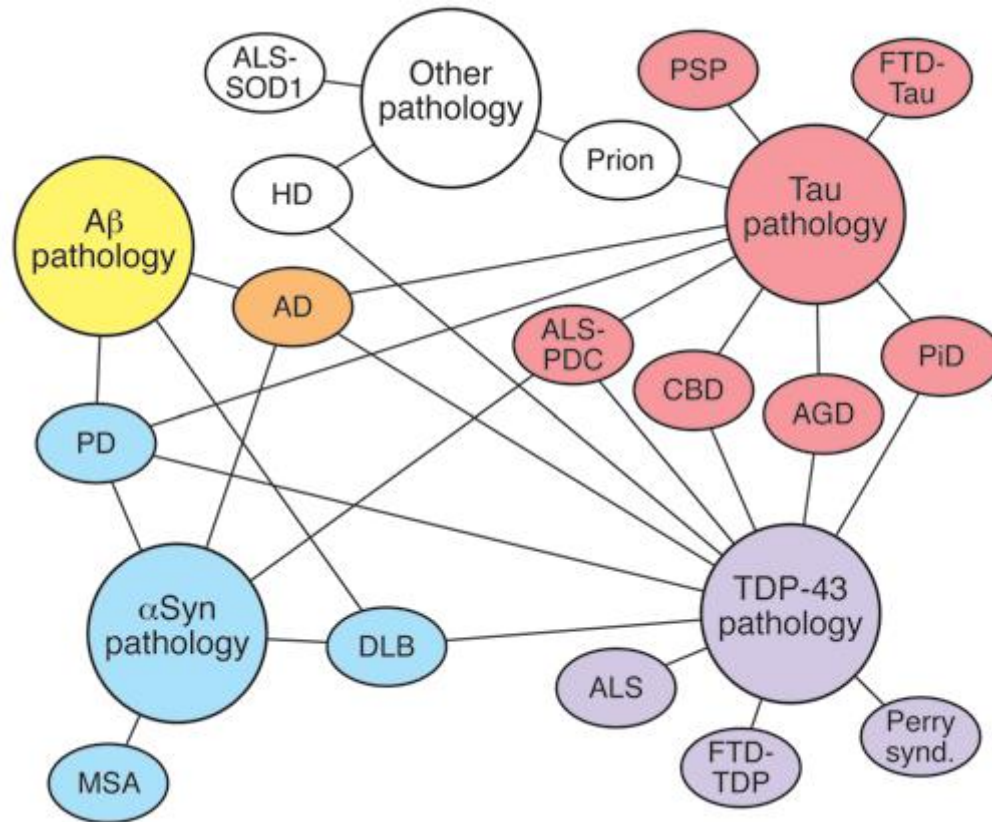 ALS-
SOD1
Other
pathology
PSP
FTD-
Tau
HD
Prion
Tau
pathology
Aβ
pathology
AD
ALS-
PDC
CBD
AGD
PiD
PD
αSyn
pathology
DLB
TDP-43
pathology
ALS
FTD-
TDP
Perry
synd.
MSA